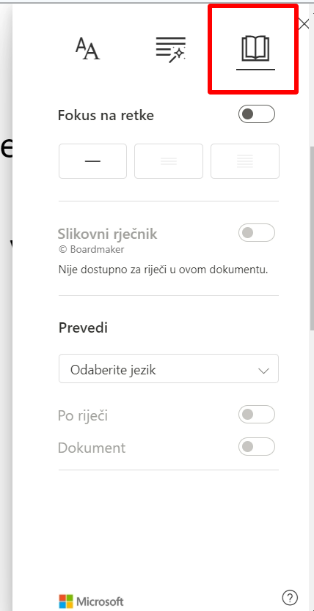 AA
Fokus na retke
Slikovni rječnik
© Boardmaker
Nije dostupno za riječi u ovom dokumentu.
Prevedi
Odaberite jezik
Po riječi
Dokument
Microsoft
?